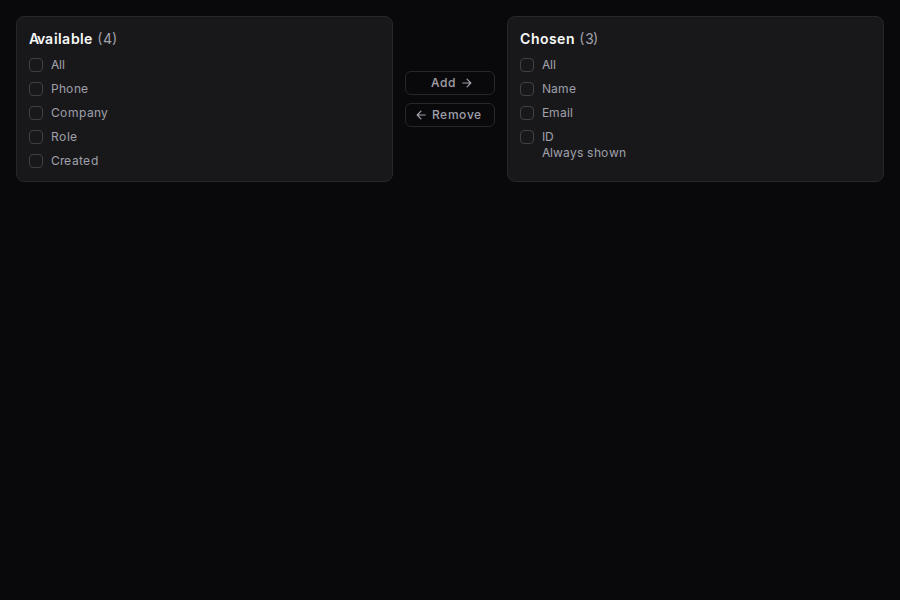 Available (4)
All
Phone
Company
Role
Created
Add →
← Remove
Chosen (3)
All
Name
Email
ID
Always shown